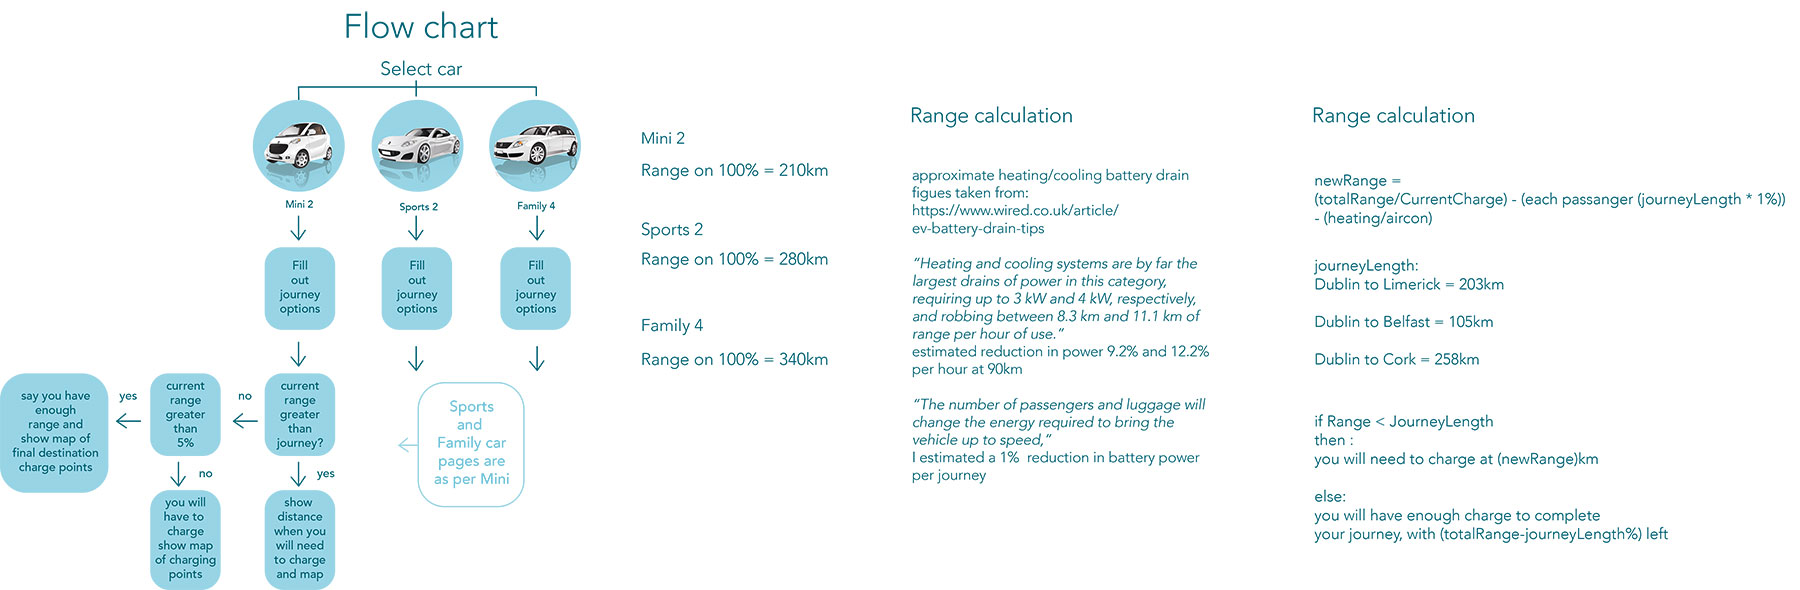 Flow chart
Select car
Mini 2
Sports 2
Family 4
Fill
out
journey
options
Fill
out
journey
options
Fill
out
journey
options
current
range
greater
than
journey?
no
yes
current
range
greater
than
5%
yes
no
say you have
enough
range and
show map of
final destination
charge points
you will
have to
charge
show map
of charging
points
show
distance
when you
will need
to charge
and map
Sports
and
Family car
pages are
as per Mini
Mini 2
Range on 100% = 210km
Sports 2
Range on 100% = 280km
Family 4
Range on 100% = 340km
Range calculation
approximate heating/cooling battery drain
figues taken from:
https://www.wired.co.uk/article/
ev-battery-drain-tips
“Heating and cooling systems are by far the
largest drains of power in this category,
requiring up to 3 kW and 4 kW, respectively,
and robbing between 8.3 km and 11.1 km of
range per hour of use.”
estimated reduction in power 9.2% and 12.2%
per hour at 90km
“The number of passengers and luggage will
change the energy required to bring the
vehicle up to speed,”
I estimated a 1% reduction in battery power
per journey
Range calculation
newRange =
(totalRange/CurrentCharge) - (each passanger (journeyLength * 1%))
- (heating/aircon)
journeyLength:
Dublin to Limerick = 203km
Dublin to Belfast = 105km
Dublin to Cork = 258km
if Range < JourneyLength
then :
you will need to charge at (newRange)km
else:
you will have enough charge to complete
your journey, with (totalRange-journeyLength%) left